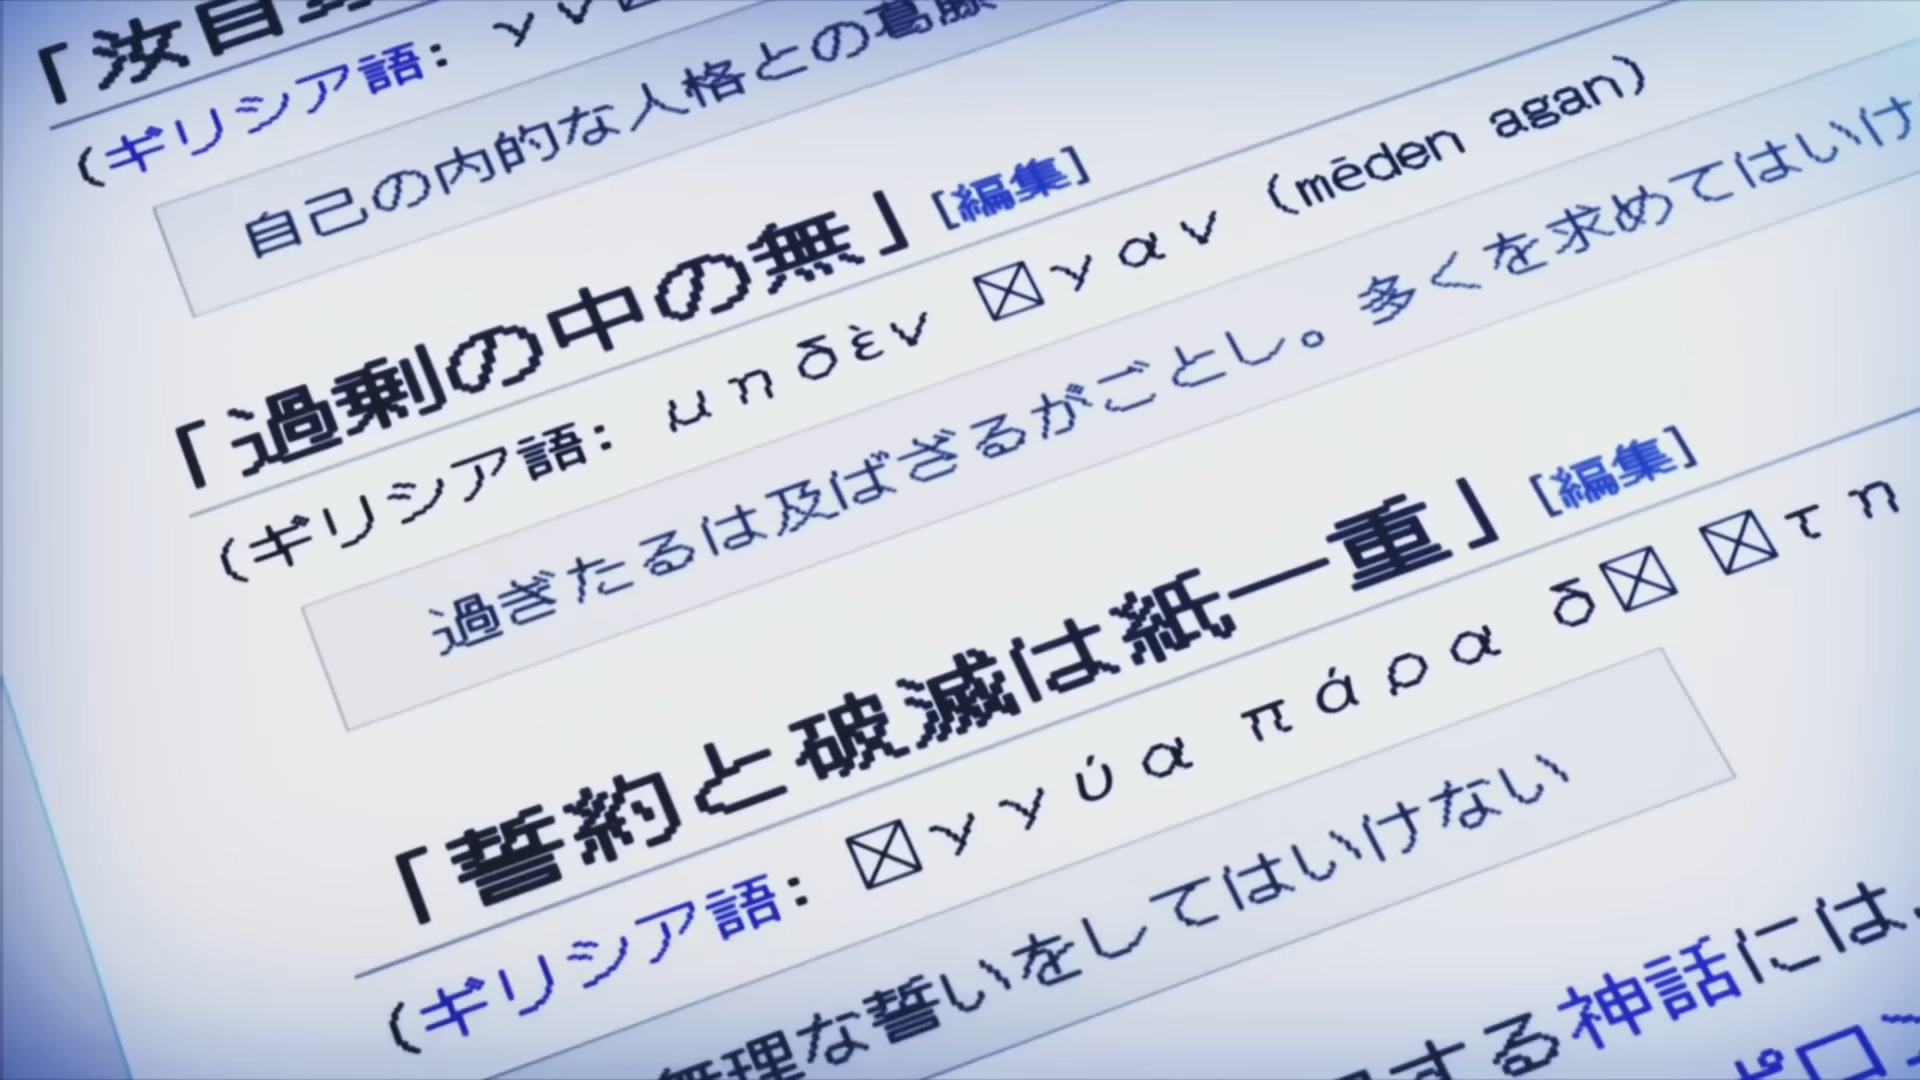 「汝自
(ギリシア語: γν
自己の内的な人格との葛藤
「過剰の中の無」[編集]
(ギリシア語: μηδὲν ☒γαν (mēden agan)
過ぎたるは及ばざるがごとし。多くを求めてはいけ
「誓約と破滅は紙一重」[編集]
(ギリシア語: ☒γγύα πάρα δ☒ ☒τη
無理な誓いをしてはいけない
する神話には、
ピロ